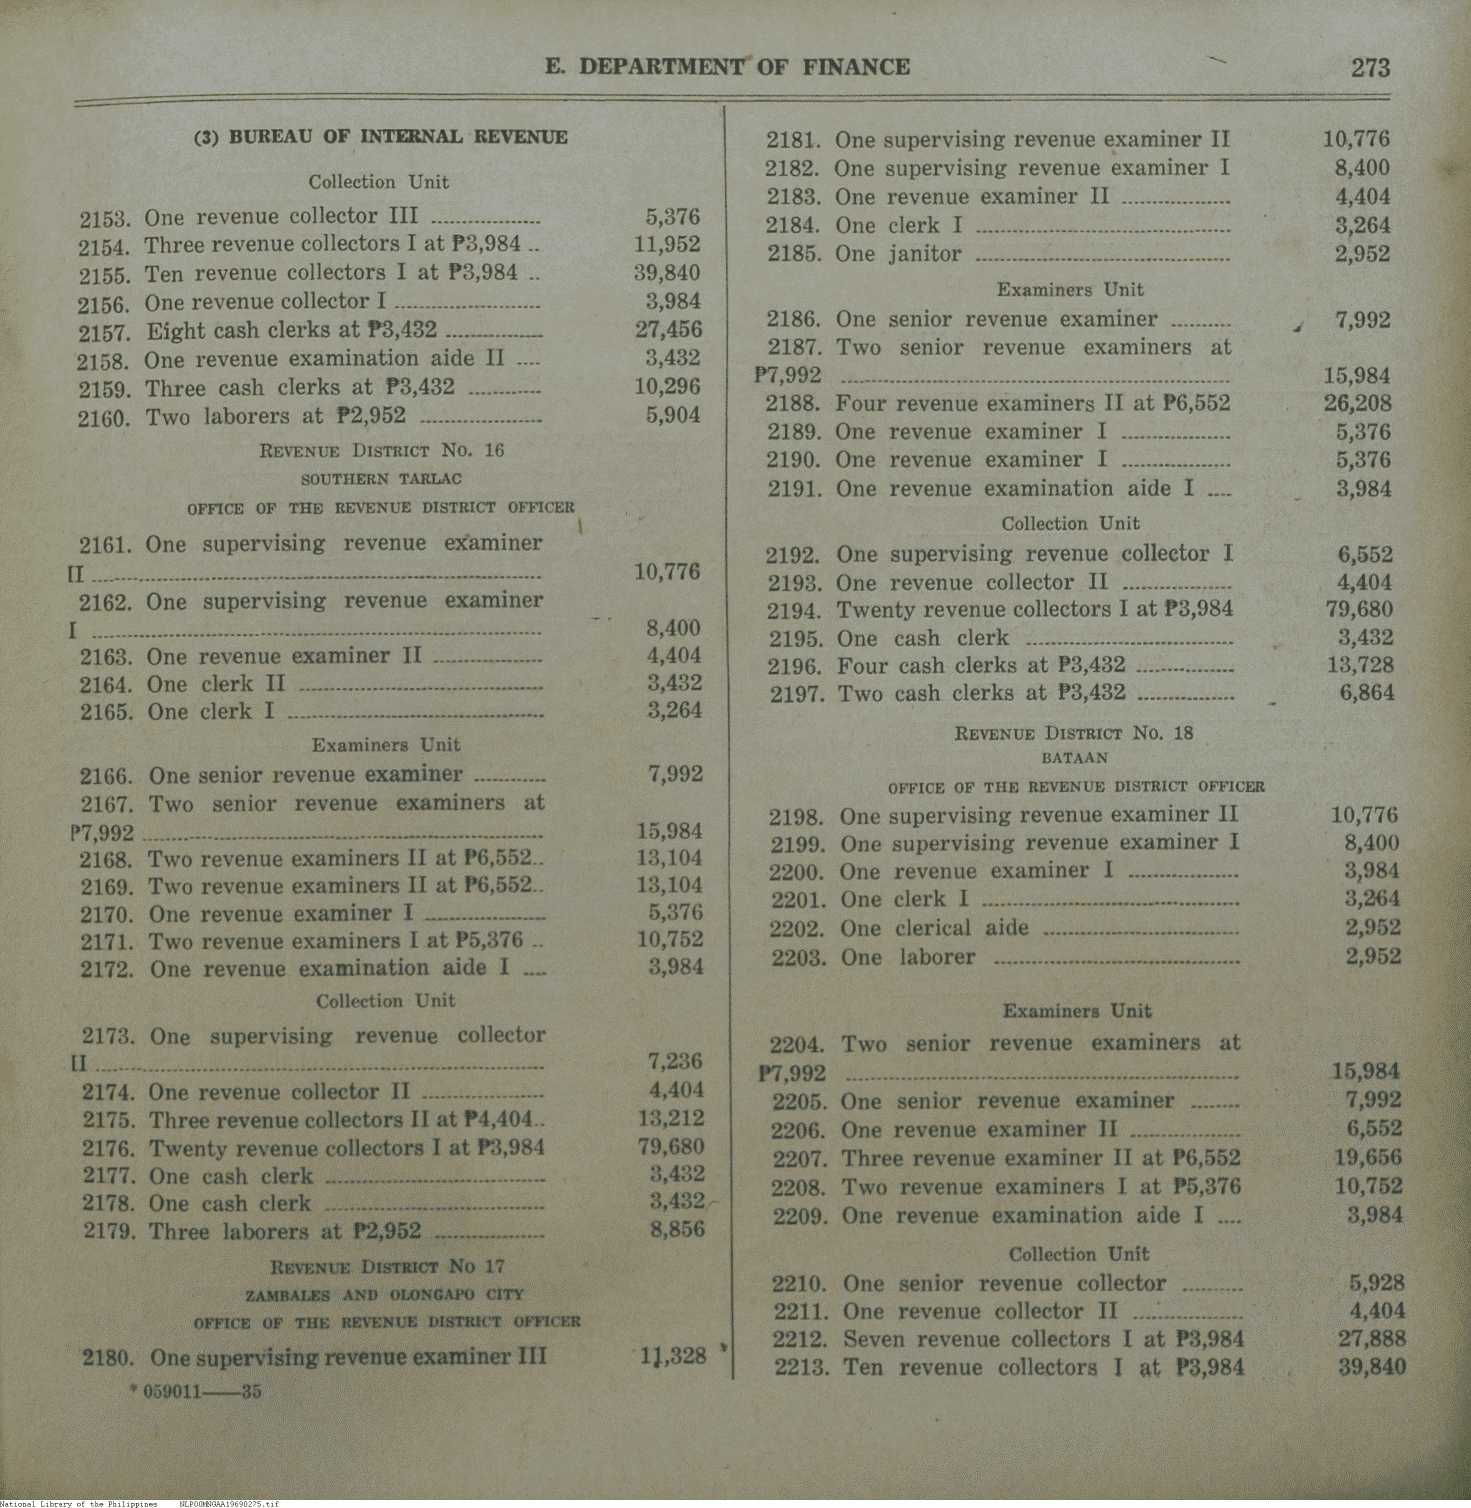 E. DEPARTMENT OF FINANCE 273
(3) BUREAU OF INTERNAL REVENUE
Collection Unit
2153. One revenue collector III .................. 5,376
2154. Three revenue collectors I at ₱3,984 .. 11,952
2155. Ten revenue collectors I at ₱3,984 .. 39,840
2156. One revenue collector I ........................ 3,984
2157. Eight cash clerks at ₱3,432 ................ 27,456
2158. One revenue examination aide II .... 3,432
2159. Three cash clerks at ₱3,432 ............ 10,296
2160. Two laborers at ₱2,952 .................... 5,904
REVENUE DISTRICT NO. 16
SOUTHERN TARLAC
OFFICE OF THE REVENUE DISTRICT OFFICER
2161. One supervising revenue examiner
II .......................................................................... 10,776
2162. One supervising revenue examiner
I .......................................................................... 8,400
2163. One revenue examiner II .................. 4,404
2164. One clerk II ........................................ 3,432
2165. One clerk I .......................................... 3,264
Examiners Unit
2166. One senior revenue examiner ............ 7,992
2167. Two senior revenue examiners at
₱7,992 .................................................................. 15,984
2168. Two revenue examiners II at ₱6,552.. 13,104
2169. Two revenue examiners II at ₱6,552.. 13,104
2170. One revenue examiner I .................... 5,376
2171. Two revenue examiners I at ₱5,376 .. 10,752
2172. One revenue examination aide I .... 3,984
Collection Unit
2173. One supervising revenue collector
II .......................................................................... 7,236
2174. One revenue collector II .................... 4,404
2175. Three revenue collectors II at ₱4,404.. 13,212
2176. Twenty revenue collectors I at ₱3,984 79,680
2177. One cash clerk .................................... 3,432
2178. One cash clerk .................................... 3,432
2179. Three laborers at ₱2,952 .................. 8,856
REVENUE DISTRICT NO 17
ZAMBALES AND OLONGAPO CITY
OFFICE OF THE REVENUE DISTRICT OFFICER
2180. One supervising revenue examiner III 11,328
* 059011——35
2181. One supervising revenue examiner II 10,776
2182. One supervising revenue examiner I 8,400
2183. One revenue examiner II .................. 4,404
2184. One clerk I .......................................... 3,264
2185. One janitor .......................................... 2,952
Examiners Unit
2186. One senior revenue examiner .......... 7,992
2187. Two senior revenue examiners at
₱7,992 ................................................................ 15,984
2188. Four revenue examiners II at ₱6,552 26,208
2189. One revenue examiner I .................. 5,376
2190. One revenue examiner I .................. 5,376
2191. One revenue examination aide I .... 3,984
Collection Unit
2192. One supervising revenue collector I 6,552
2193. One revenue collector II .................. 4,404
2194. Twenty revenue collectors I at ₱3,984 79,680
2195. One cash clerk .................................. 3,432
2196. Four cash clerks at ₱3,432 ................ 13,728
2197. Two cash clerks at ₱3,432 ................ 6,864
REVENUE DISTRICT NO. 18
BATAAN
OFFICE OF THE REVENUE DISTRICT OFFICER
2198. One supervising revenue examiner II 10,776
2199. One supervising revenue examiner I 8,400
2200. One revenue examiner I .................. 3,984
2201. One clerk I .......................................... 3,264
2202. One clerical aide ................................ 2,952
2203. One laborer ........................................ 2,952
Examiners Unit
2204. Two senior revenue examiners at
₱7,992 ................................................................ 15,984
2205. One senior revenue examiner ........ 7,992
2206. One revenue examiner II .................. 6,552
2207. Three revenue examiner II at ₱6,552 19,656
2208. Two revenue examiners I at ₱5,376 10,752
2209. One revenue examination aide I .... 3,984
Collection Unit
2210. One senior revenue collector .......... 5,928
2211. One revenue collector II .................. 4,404
2212. Seven revenue collectors I at ₱3,984 27,888
2213. Ten revenue collectors I at ₱3,984 39,840
National Library of the Philippines NLP00MNGAA19690275.tif